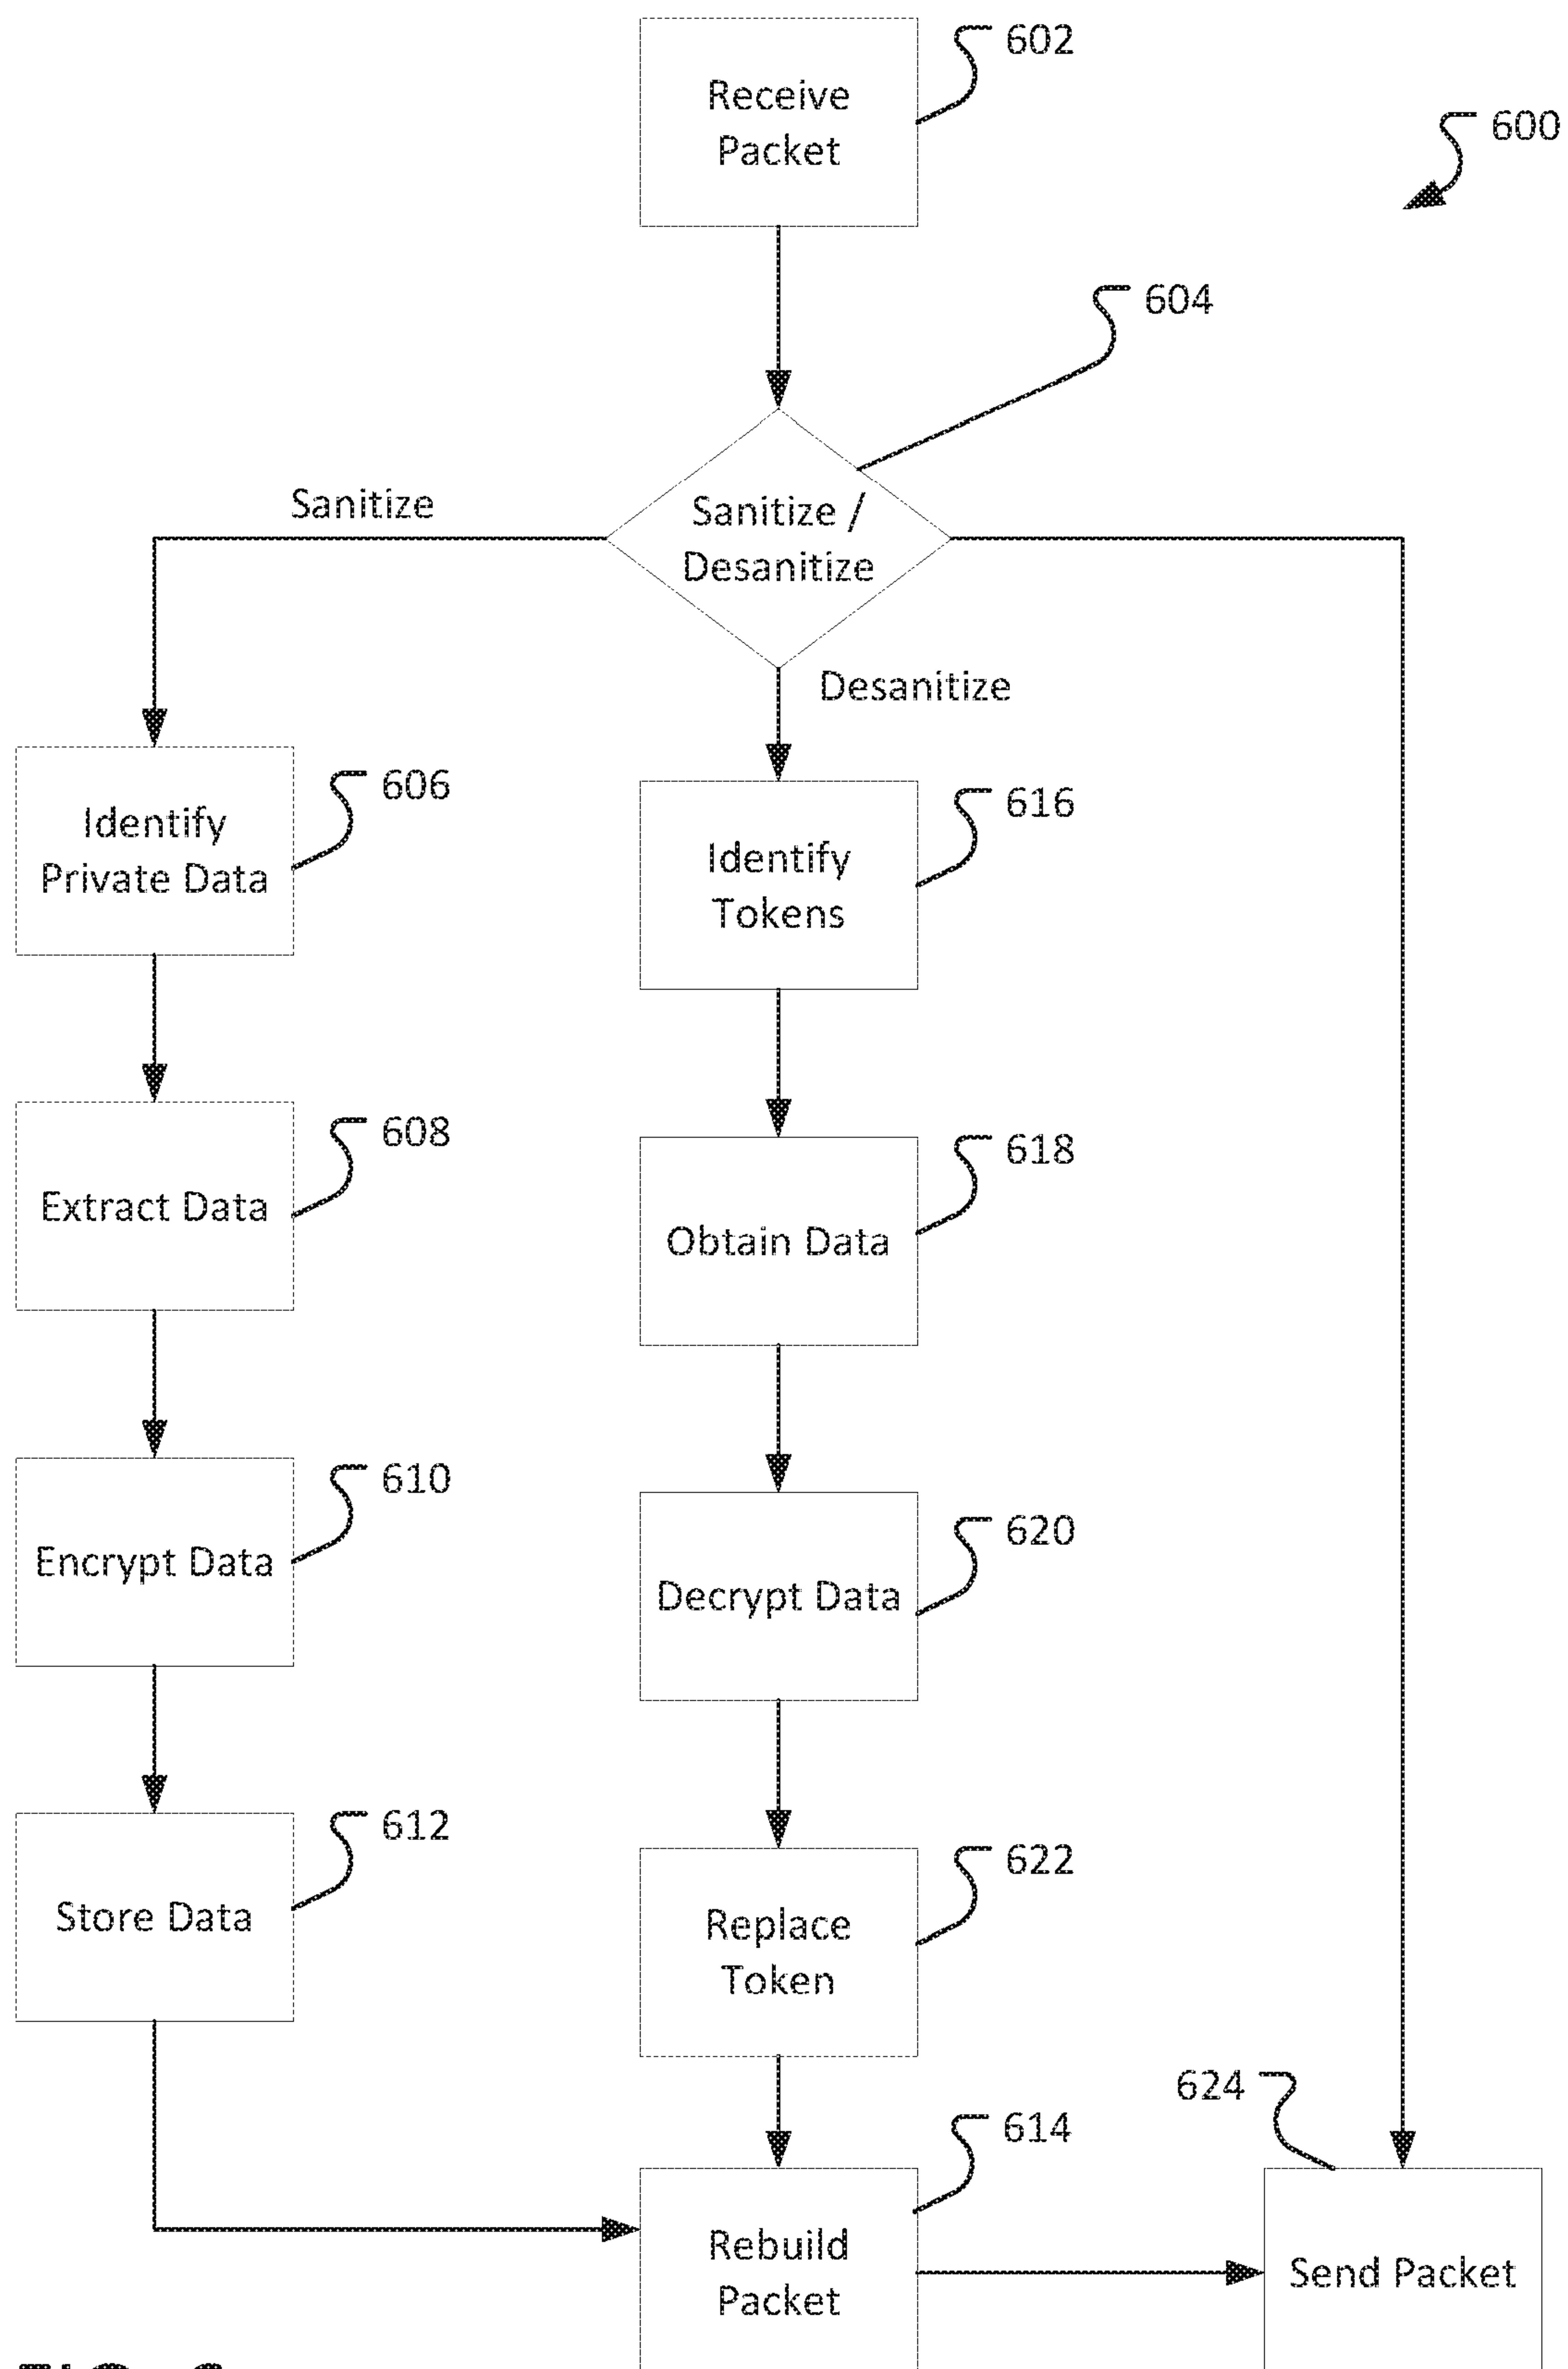 602
Receive
Packet
600
604
Sanitize
Sanitize /
Desanitize
Desanitize
606
Identify
Private Data
616
Identify
Tokens
608
Extract Data
618
Obtain Data
610
Encrypt Data
620
Decrypt Data
612
Store Data
622
Replace
Token
624
614
Rebuild
Packet
Send Packet